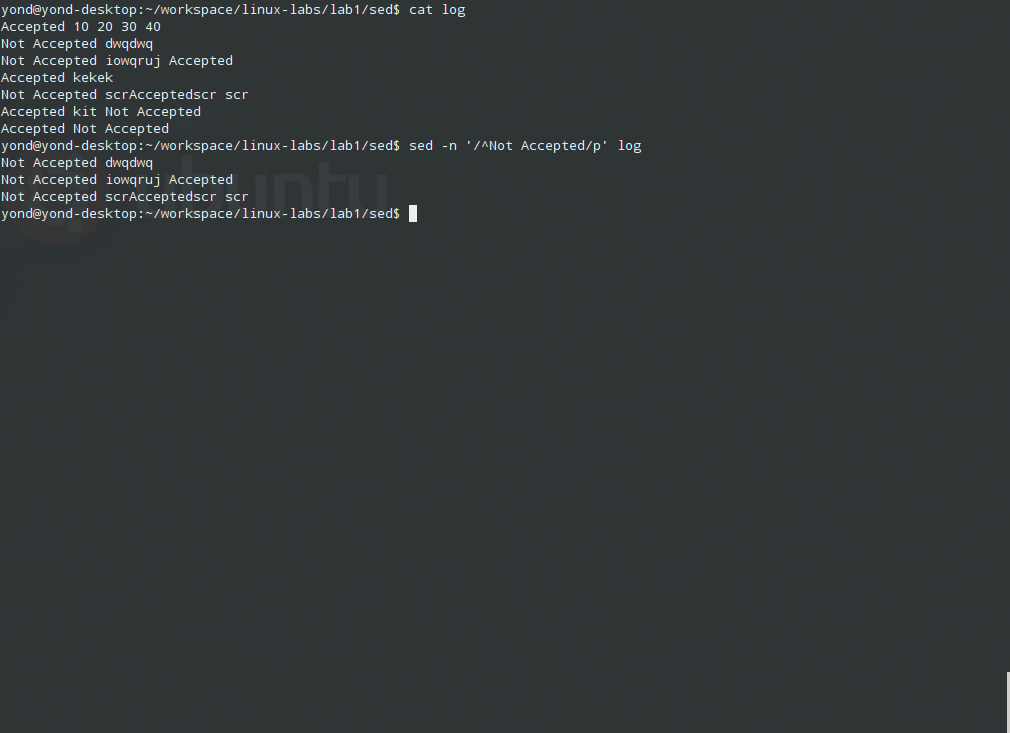 yond@yond-desktop:~/workspace/linux-labs/lab1/sed$ cat log
Accepted 10 20 30 40
Not Accepted dwqdwq
Not Accepted iowqruj Accepted
Accepted kekek
Not Accepted scrAcceptedscr scr
Accepted kit Not Accepted
Accepted Not Accepted
yond@yond-desktop:~/workspace/linux-labs/lab1/sed$ sed -n '/^Not Accepted/p' log
Not Accepted dwqdwq
Not Accepted iowqruj Accepted
Not Accepted scrAcceptedscr scr
yond@yond-desktop:~/workspace/linux-labs/lab1/sed$
ubuntu